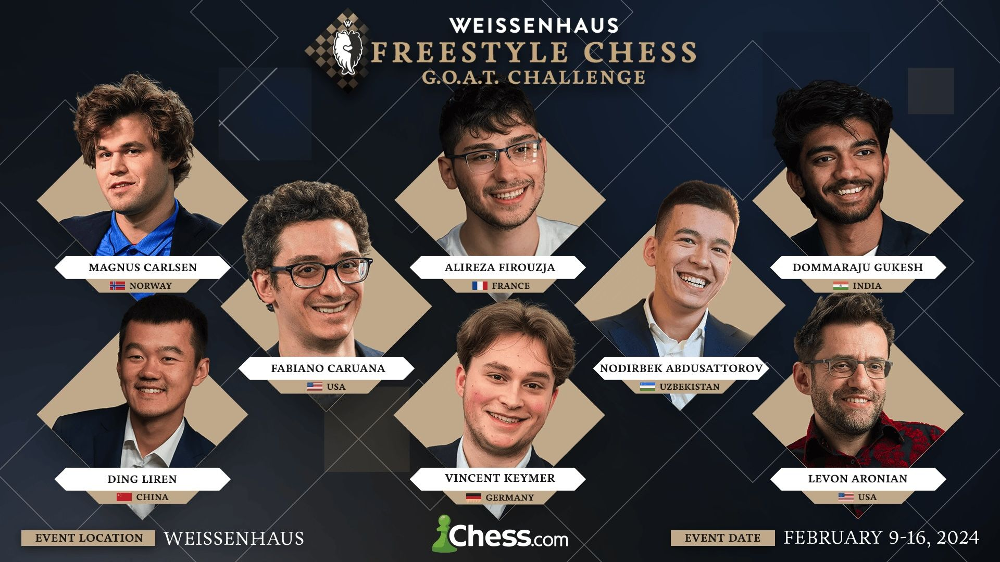 W
WEISSENHAUS
FREESTYLE CHESS
G.O.A.T. CHALLENGE
MAGNUS CARLSEN
NORWAY
ALIREZA FIROUZJA
FRANCE
DOMMARAJU GUKESH
INDIA
FABIANO CARUANA
USA
NODIRBEK ABDUSATTOROV
UZBEKISTAN
DING LIREN
CHINA
VINCENT KEYMER
GERMANY
LEVON ARONIAN
USA
EVENT LOCATION WEISSENHAUS
Chess.com
EVENT DATE FEBRUARY 9-16, 2024